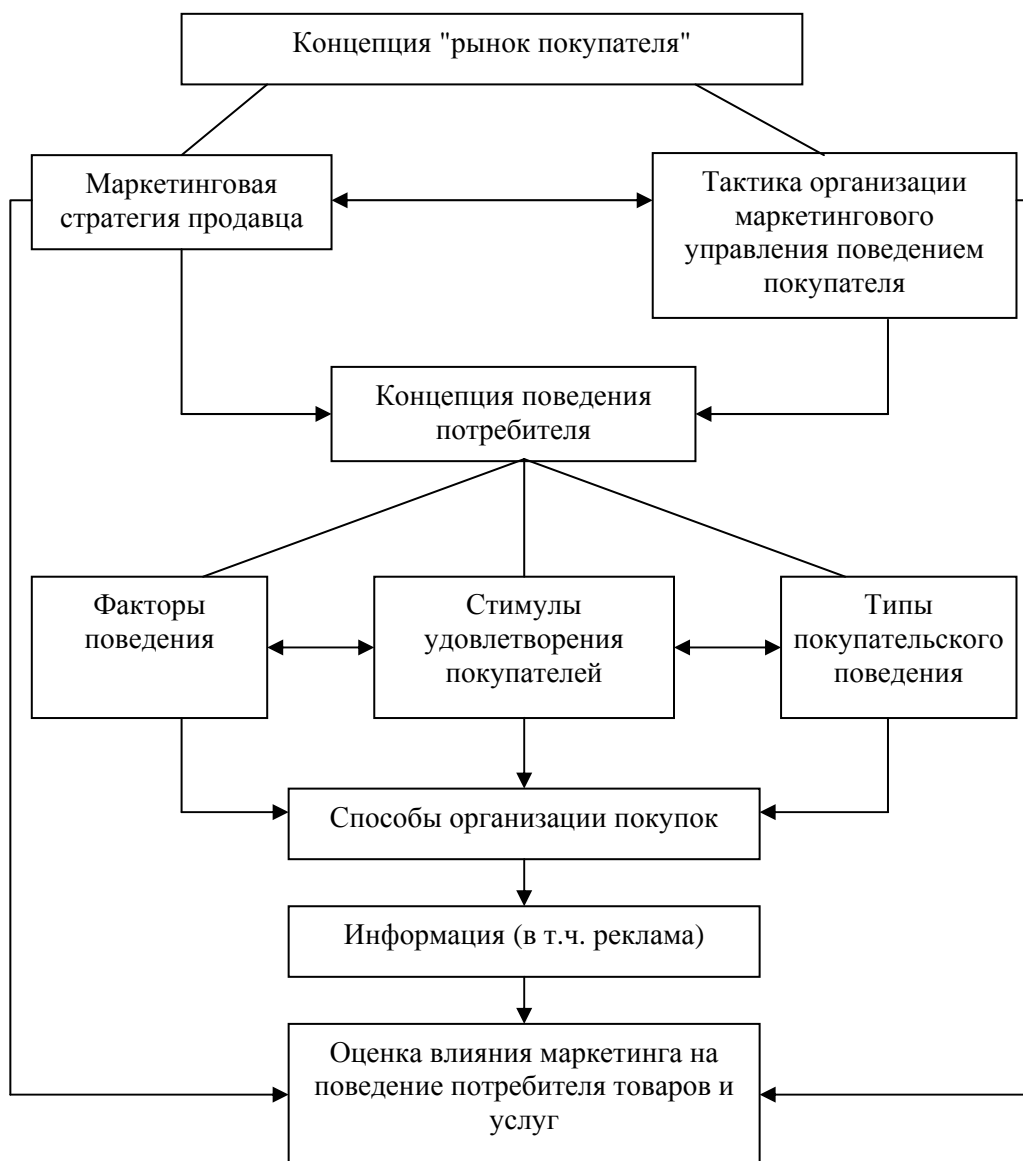 Концепция "рынок покупателя"
Маркетинговая
стратегия продавца
Тактика организации
маркетингового
управления поведением
покупателя
Концепция поведения
потребителя
Факторы
поведения
Стимулы
удовлетворения
покупателей
Типы
покупательского
поведения
Способы организации покупок
Информация (в т.ч. реклама)
Оценка влияния маркетинга на
поведение потребителя товаров и
услуг